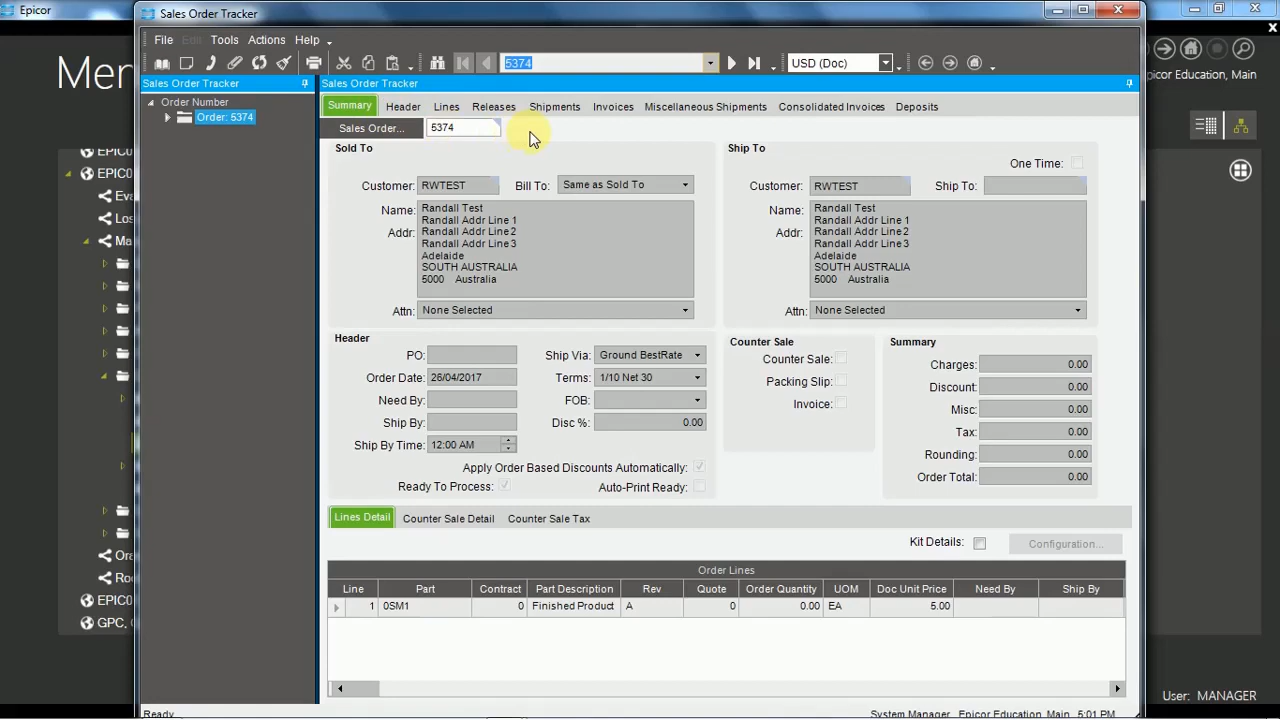 Epicor
Sales Order Tracker
File Edit Tools Actions Help
5374
USD (Doc)
Epicor Education, Main
Sales Order Tracker
Order Number
Order: 5374
Sales Order Tracker
Summary Header Lines Releases Shipments Invoices Miscellaneous Shipments Consolidated Invoices Deposits
Sales Order... 5374
Sold To
Customer: RWTEST Bill To: Same as Sold To
Name: Randall Test
Randall Addr Line 1
Addr: Randall Addr Line 2
Randall Addr Line 3
Adelaide
SOUTH AUSTRALIA
5000 Australia
Attn: None Selected
Ship To
One Time:
Customer: RWTEST Ship To:
Name: Randall Test
Randall Addr Line 1
Addr: Randall Addr Line 2
Randall Addr Line 3
Adelaide
SOUTH AUSTRALIA
5000 Australia
Attn: None Selected
Header
PO: Ship Via: Ground BestRate
Order Date: 26/04/2017 Terms: 1/10 Net 30
Need By: FOB:
Ship By: Disc %: 0.00
Ship By Time: 12:00 AM
Apply Order Based Discounts Automatically:
Ready To Process: Auto-Print Ready:
Counter Sale
Counter Sale:
Packing Slip:
Invoice:
Summary
Charges: 0.00
Discount: 0.00
Misc: 0.00
Tax: 0.00
Rounding: 0.00
Order Total: 0.00
Lines Detail Counter Sale Detail Counter Sale Tax
Kit Details: Configuration...
Order Lines
Line Part Contract Part Description Rev Quote Order Quantity UOM Doc Unit Price Need By Ship By
1 0SM1 0 Finished Product A 0 0.00 EA 5.00
Ready
System Manager Epicor Education, Main 5:01 PM
Men
EPIC0
EPIC0
Eva
Los
Ma
Ora
Roo
EPIC0
GPC,
User: MANAGER